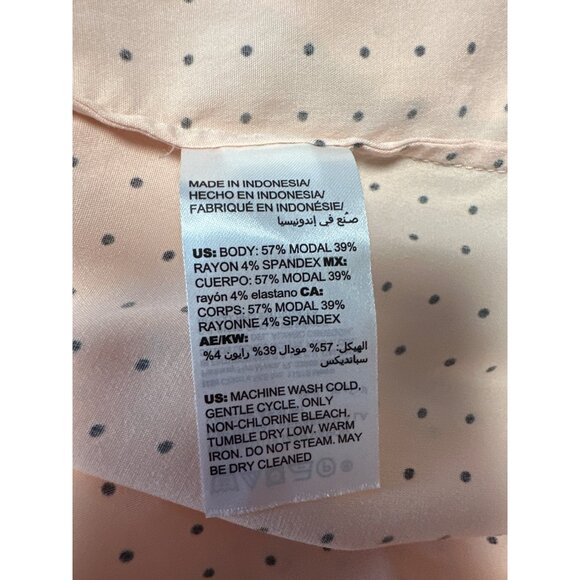 MADE IN INDONESIA/
HECHO EN INDONESIA/
FABRIQUÉ EN INDONÉSIE/
صنع في إندونيسيا
US: BODY: 57% MODAL 39%
RAYON 4% SPANDEX MX:
CUERPO: 57% MODAL 39%
rayón 4% elastano CA:
CORPS: 57% MODAL 39%
RAYONNE 4% SPANDEX
AE/KW:
الهيكل: 57% مودال 39% رايون 4%
سباندیکس
US: MACHINE WASH COLD,
GENTLE CYCLE. ONLY
NON-CHLORINE BLEACH.
TUMBLE DRY LOW. WARM
IRON. DO NOT STEAM. MAY
BE DRY CLEANED